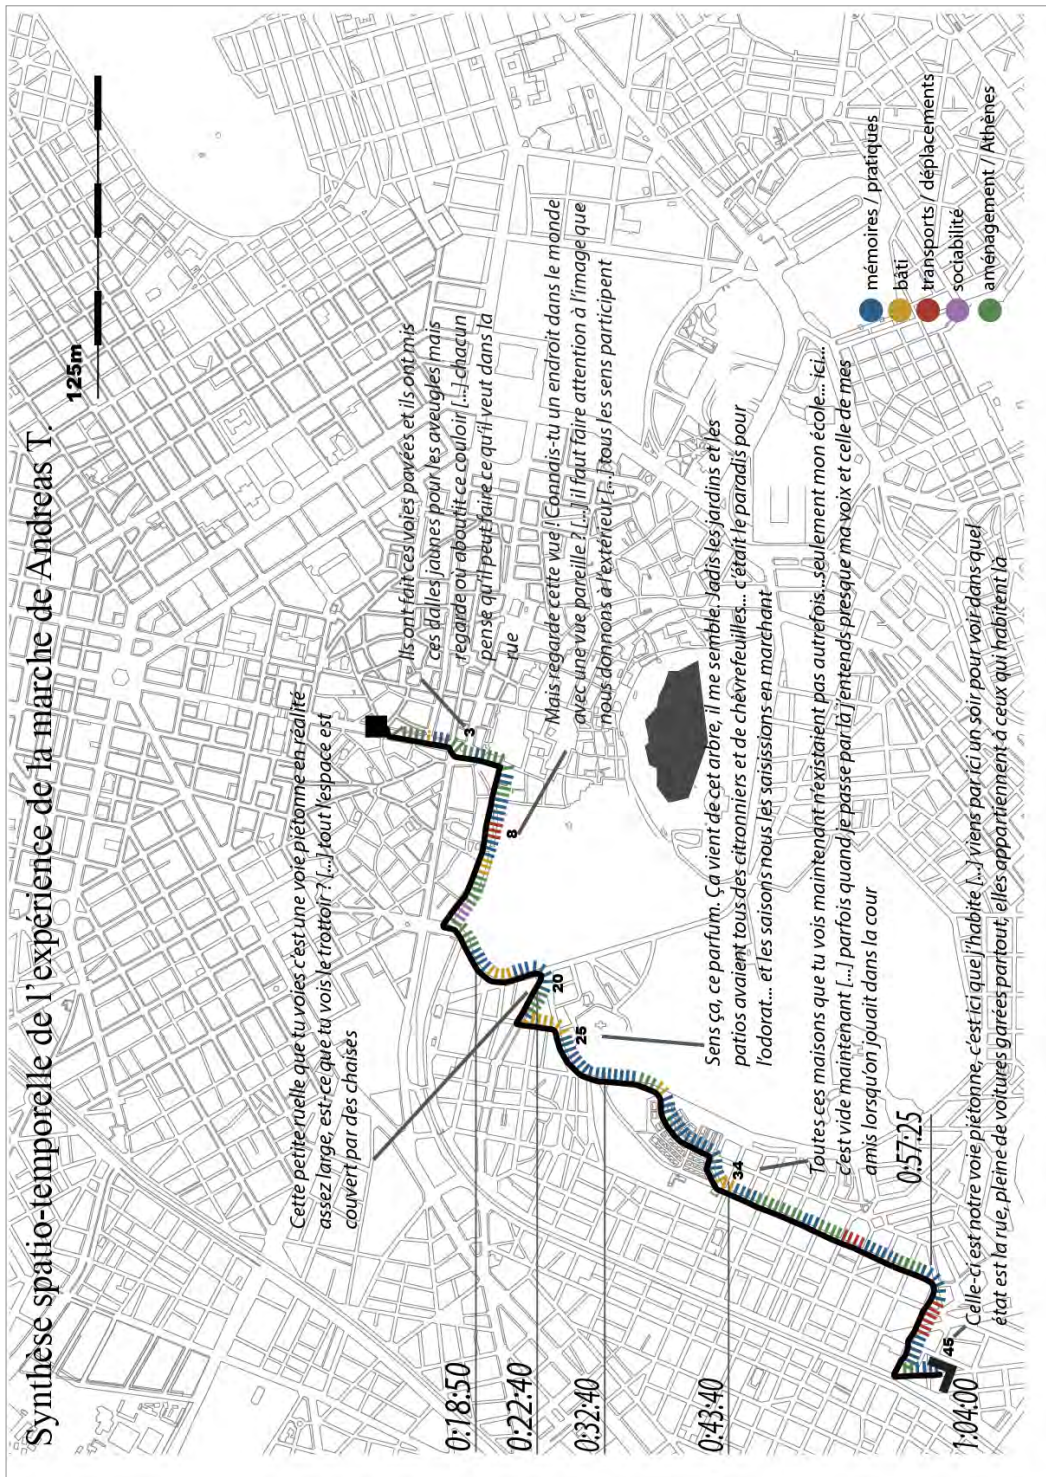 Synthèse spatio-temporelle de l'expérience de la marche de Andreas T.
125m
Cette petite ruelle que tu voies c'est une voie piétonne en réalité
assez large, est-ce que tu vois le trottoir ? [...] tout l'espace est
couvert par des chaises
Ils ont fait ces voies pavées et ils ont mis
ces dalles jaunes pour les aveugles mais
regarde ou aboutit ce couloir [...] chacun
pense qu'il peut faire ce qu'il veut dans la
rue
Mais regarde cette vue ! Connais-tu un endroit dans le monde
avec une vue pareille ? [...] il faut faire attention à l'image que
nous donnons à l'extérieur [...] tous les sens participent
Sens ça, ce parfum. Ça vient de cet arbre, il me semble. Jadis les jardins et les
patios avaient tous des citronniers et de chèvrefeuilles... c'était le paradis pour
l'odorat... et les saisons nous les saisissions en marchant
Toutes ces maisons que tu vois maintenant n'existaient pas autrefois...seulement mon école... ici...
c'est vide maintenant [...] parfois quand je passe par là j'entends presque ma voix et celle de mes
amis lorsqu'on jouait dans la cour
Celle-ci est notre voie piétonne, c'est ici que j'habite [...] viens par ici un soir pour voir dans quel
état est la rue, pleine de voitures garées partout, elles appartiennent à ceux qui habitent là
3
8
20
25
34
45
0:18:50
0:22:40
0:32:40
0:43:40
0:57:25
1:04:00
mémoires / pratiques
bâti
transports / déplacements
sociabilité
aménagement / Athènes